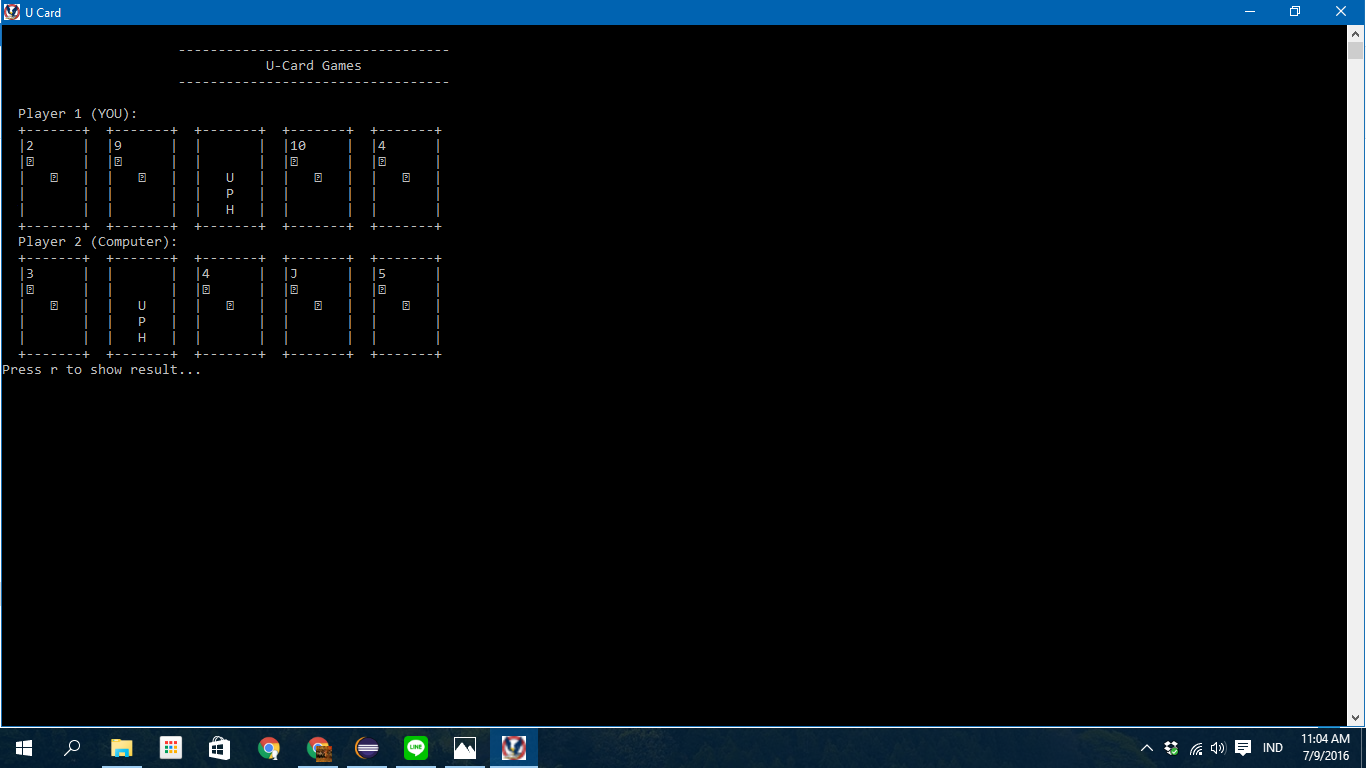 U Card
---------------------------------
U-Card Games
---------------------------------
Player 1 (YOU):
+-------+  +-------+  +-------+  +-------+  +-------+
|2      |  |9      |  |       |  |10     |  |4      |
|⍰      |  |⍰      |  |       |  |⍰      |  |⍰      |
|   ⍰   |  |   ⍰   |  |   U   |  |   ⍰   |  |   ⍰   |
|       |  |       |  |   P   |  |       |  |       |
|       |  |       |  |   H   |  |       |  |       |
+-------+  +-------+  +-------+  +-------+  +-------+
Player 2 (Computer):
+-------+  +-------+  +-------+  +-------+  +-------+
|3      |  |       |  |4      |  |J      |  |5      |
|⍰      |  |       |  |⍰      |  |⍰      |  |⍰      |
|   ⍰   |  |   U   |  |   ⍰   |  |   ⍰   |  |   ⍰   |
|       |  |   P   |  |       |  |       |  |       |
|       |  |   H   |  |       |  |       |  |       |
+-------+  +-------+  +-------+  +-------+  +-------+
Press r to show result...
LINE
IND
11:04 AM
7/9/2016